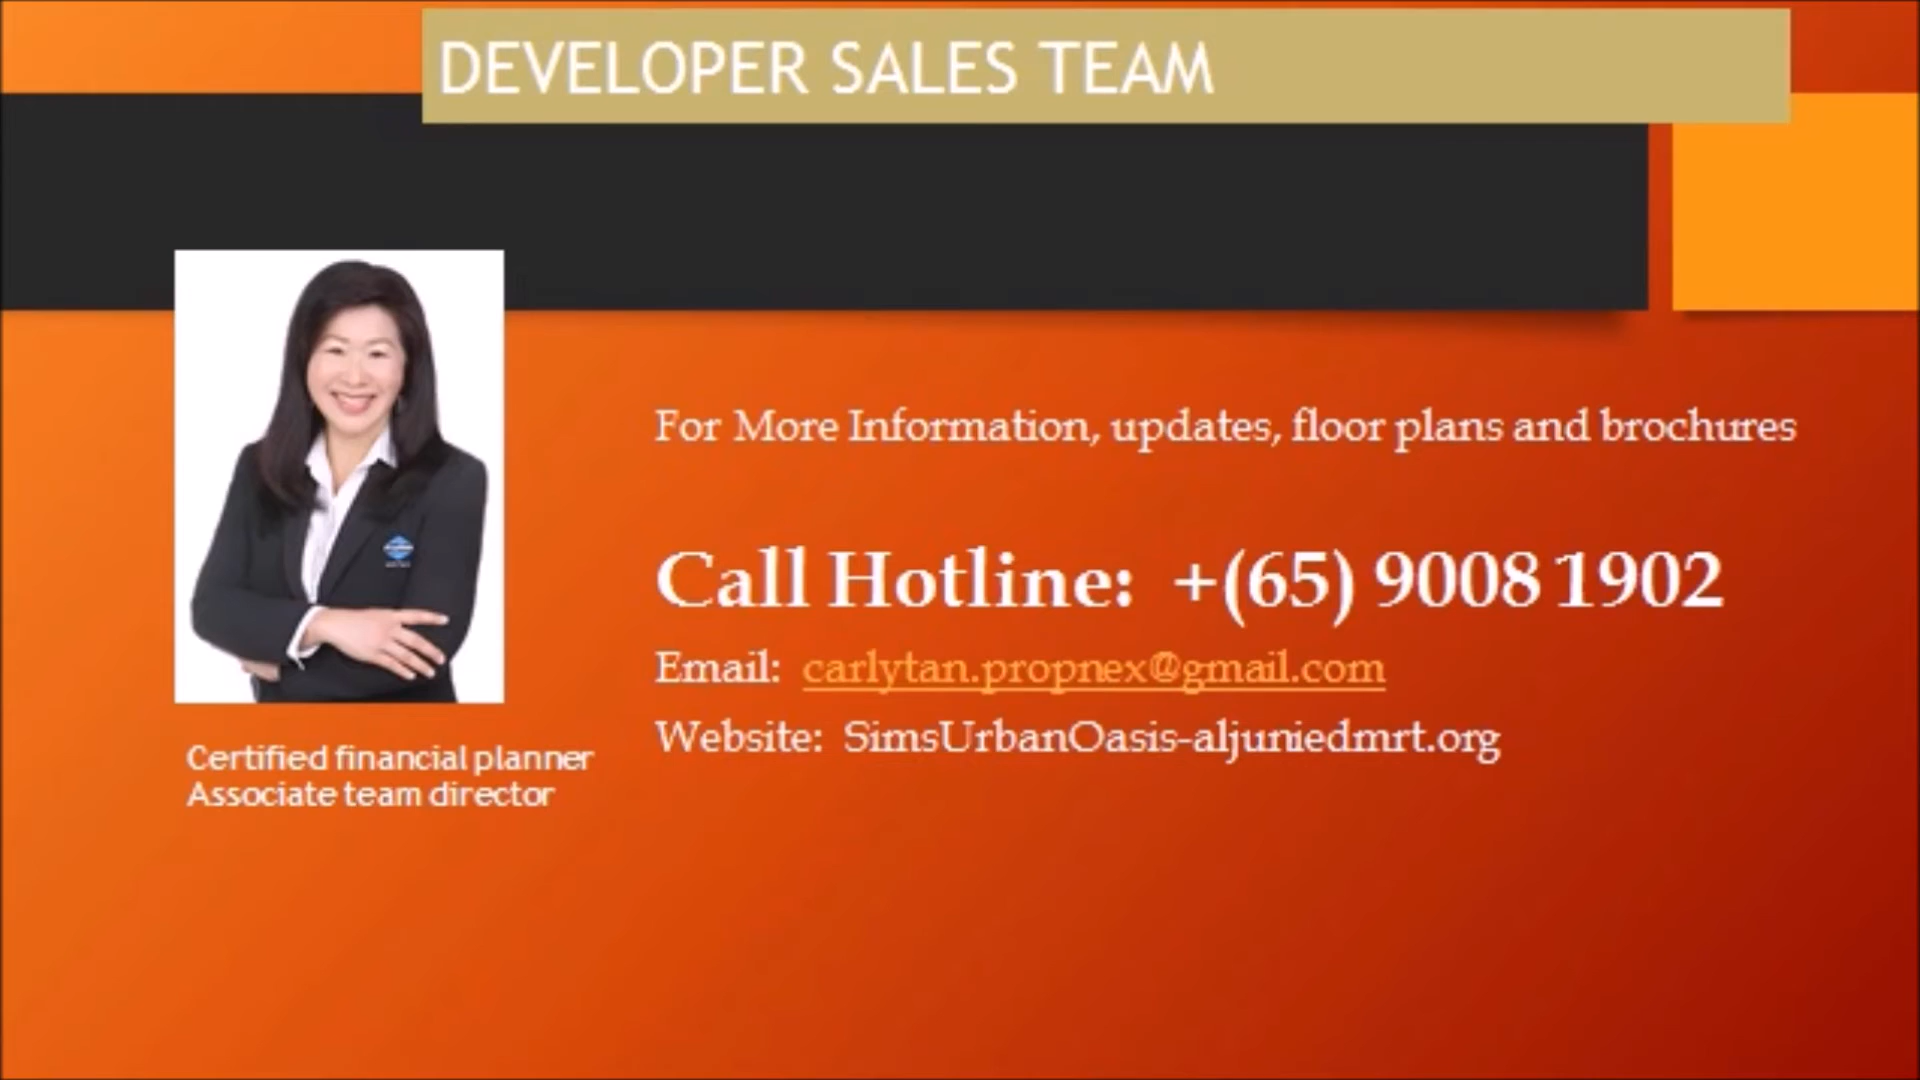 DEVELOPER SALES TEAM
For More Information, updates, floor plans and brochures
Call Hotline: +(65) 9008 1902
Email: carlytan.propnex@gmail.com
Website: SimsUrbanOasis-aljuniedmrt.org
Certified financial planner
Associate team director